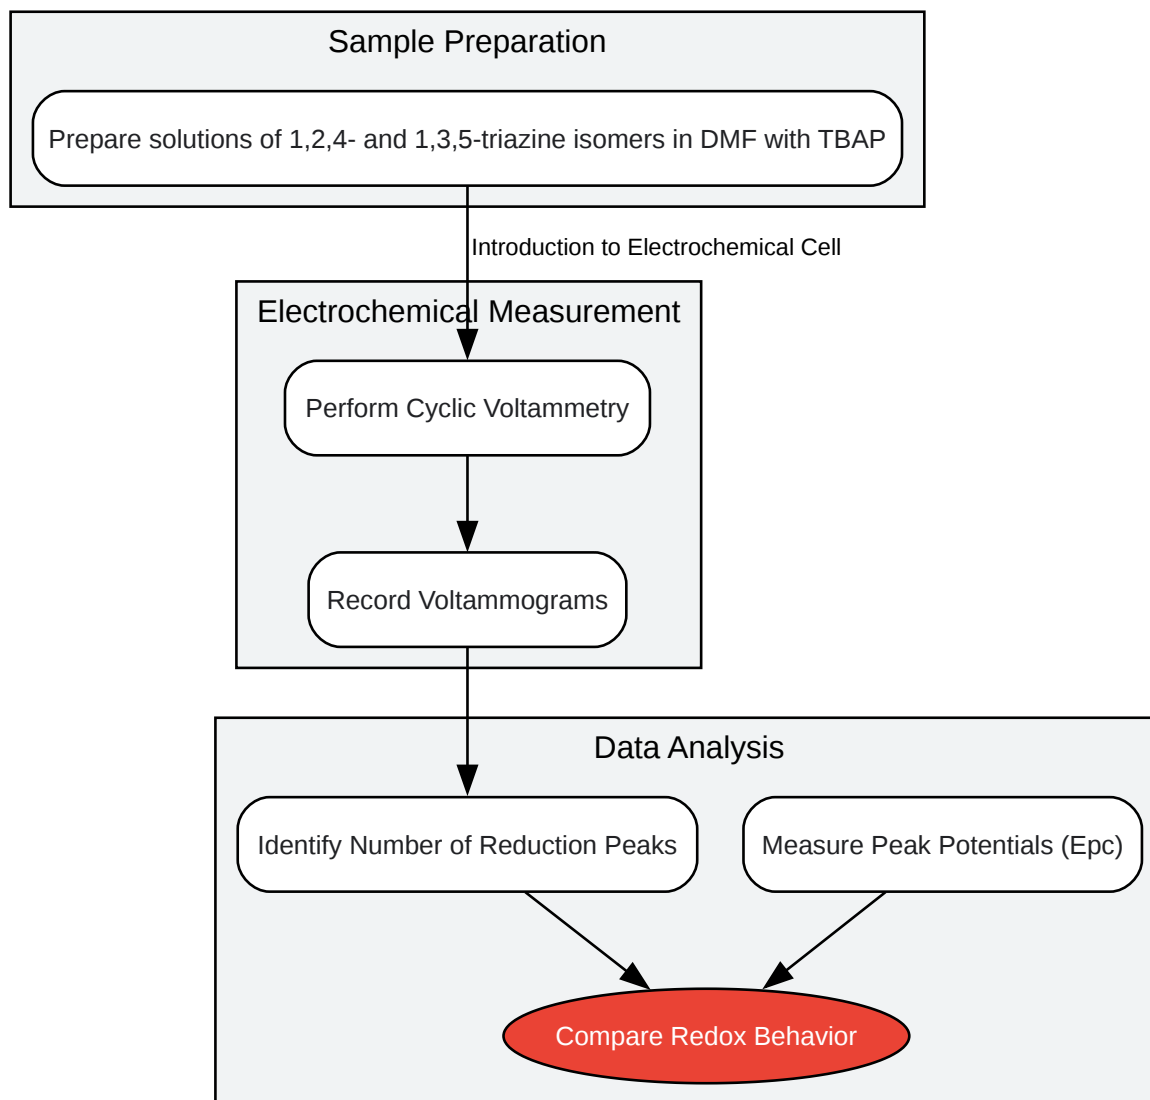 Sample Preparation
Prepare solutions of 1,2,4- and 1,3,5-triazine isomers in DMF with TBAP
Introduction to Electrochemical Cell
Electrochemical Measurement
Perform Cyclic Voltammetry
Record Voltammograms
Data Analysis
Identify Number of Reduction Peaks
Measure Peak Potentials (Epc)
Compare Redox Behavior